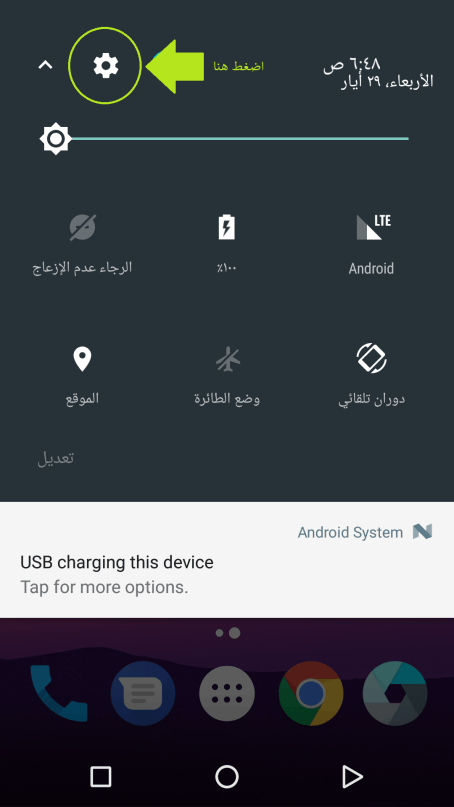 ٦:٤٨ ص
اضغط هنا
الأربعاء، ٢٩ أيار
LTE
Android
٪١٠٠
الرجاء عدم الإزعاج
دوران تلقائي
وضع الطائرة
الموقع
تعديل
Android System
USB charging this device
Tap for more options.